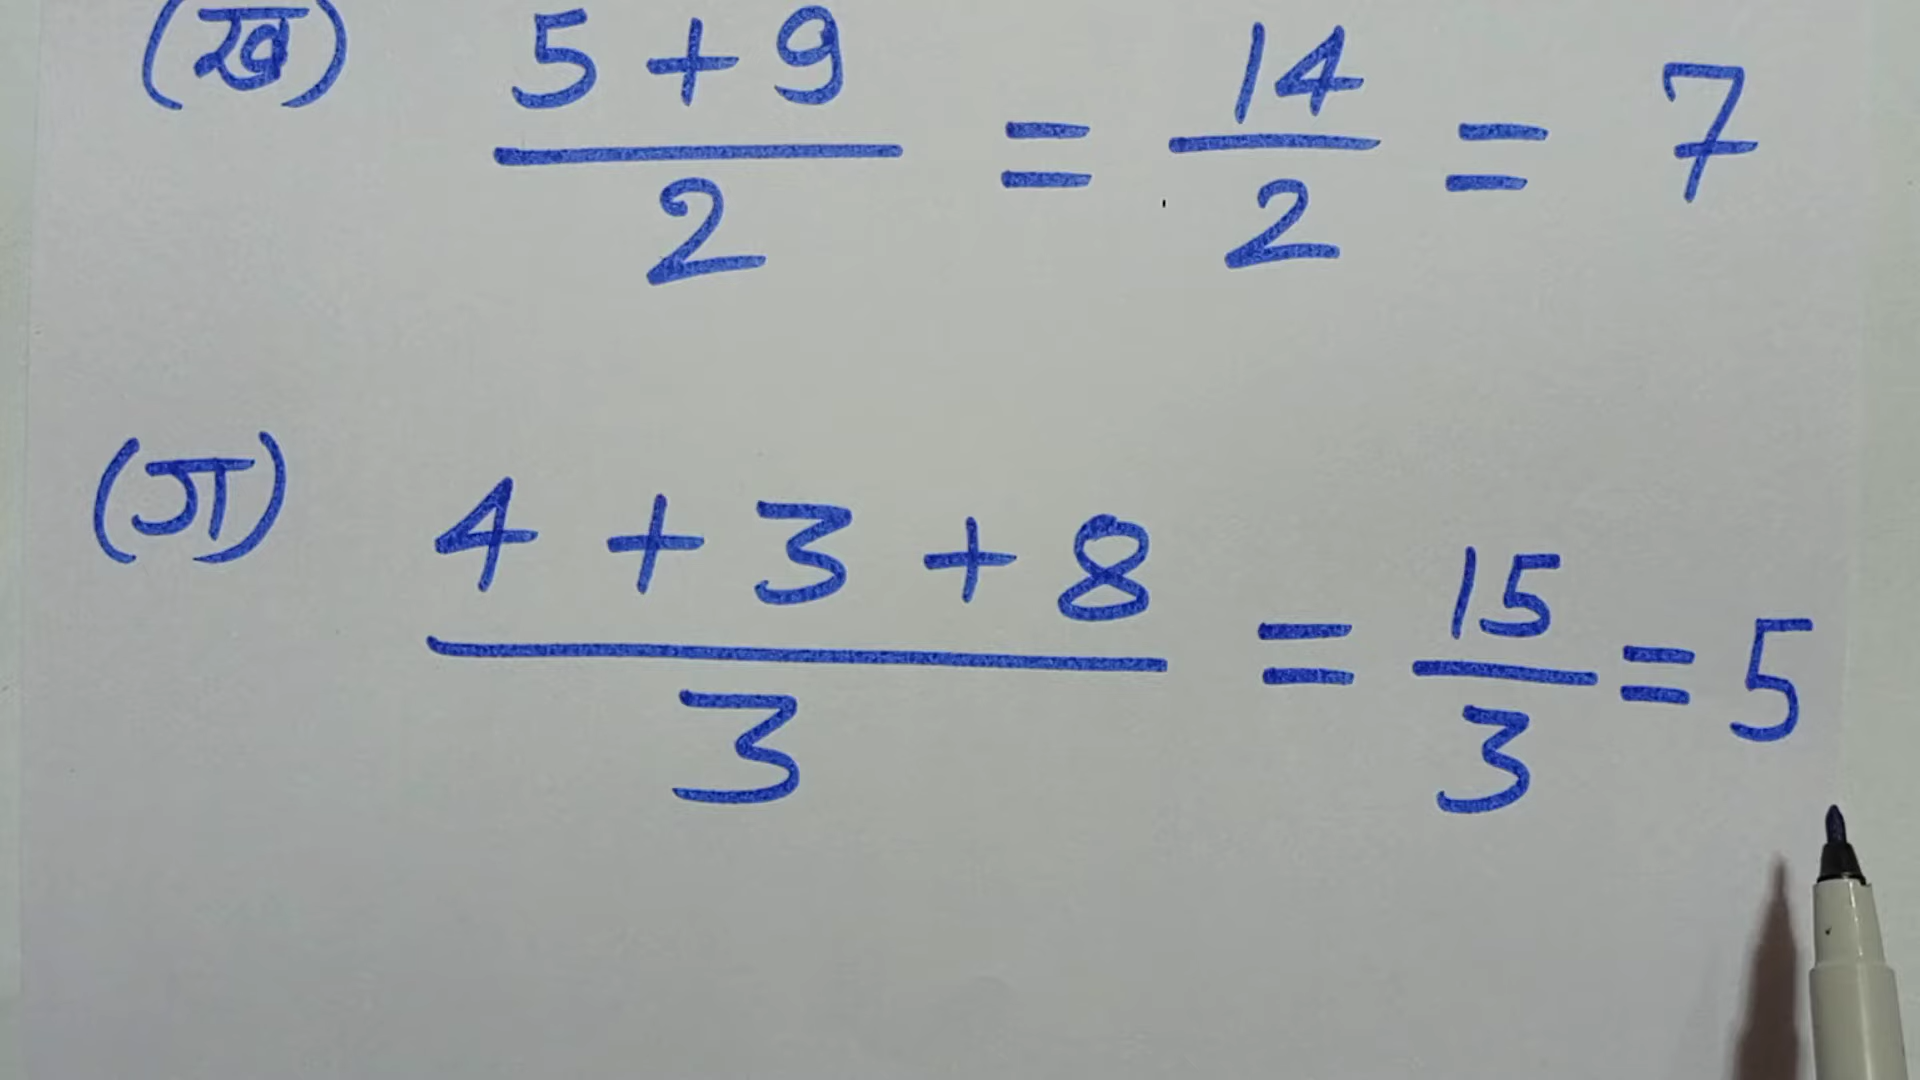 (ख) 5 + 9 / 2 = 14 / 2 = 7
(ग) 4 + 3 + 8 / 3 = 15 / 3 = 5